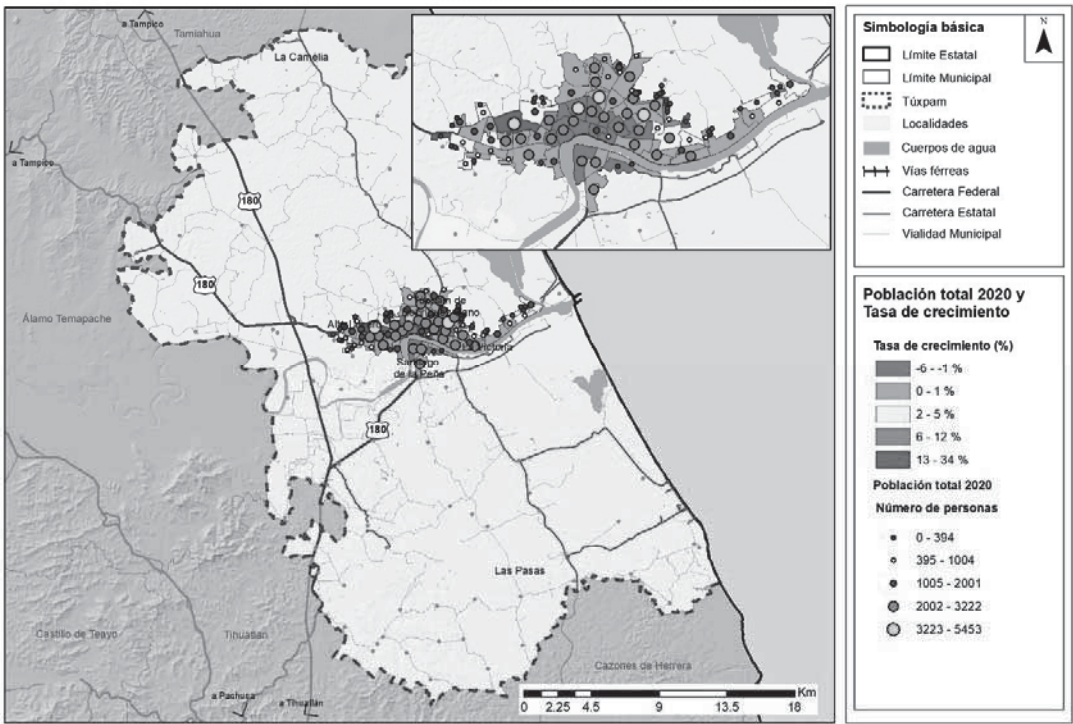 a Tampico
Tamiahua
La Camelia
a Tampico
180
180
Álamo Temapache
Santiago
de la Peña
180
Las Pasas
Castillo de Teayo
Tihuatlán
Cazones de Herrera
a Pachuca
a Tihuatlán
Km
0 2.25 4.5 9 13.5 18
Simbología básica
N
Límite Estatal
Límite Municipal
Túxpam
Localidades
Cuerpos de agua
Vías férreas
Carretera Federal
Carretera Estatal
Vialidad Municipal
Población total 2020 y
Tasa de crecimiento
Tasa de crecimiento (%)
-6 - -1 %
0 - 1 %
2 - 5 %
6 - 12 %
13 - 34 %
Población total 2020
Número de personas
0 - 394
395 - 1004
1005 - 2001
2002 - 3222
3223 - 5453